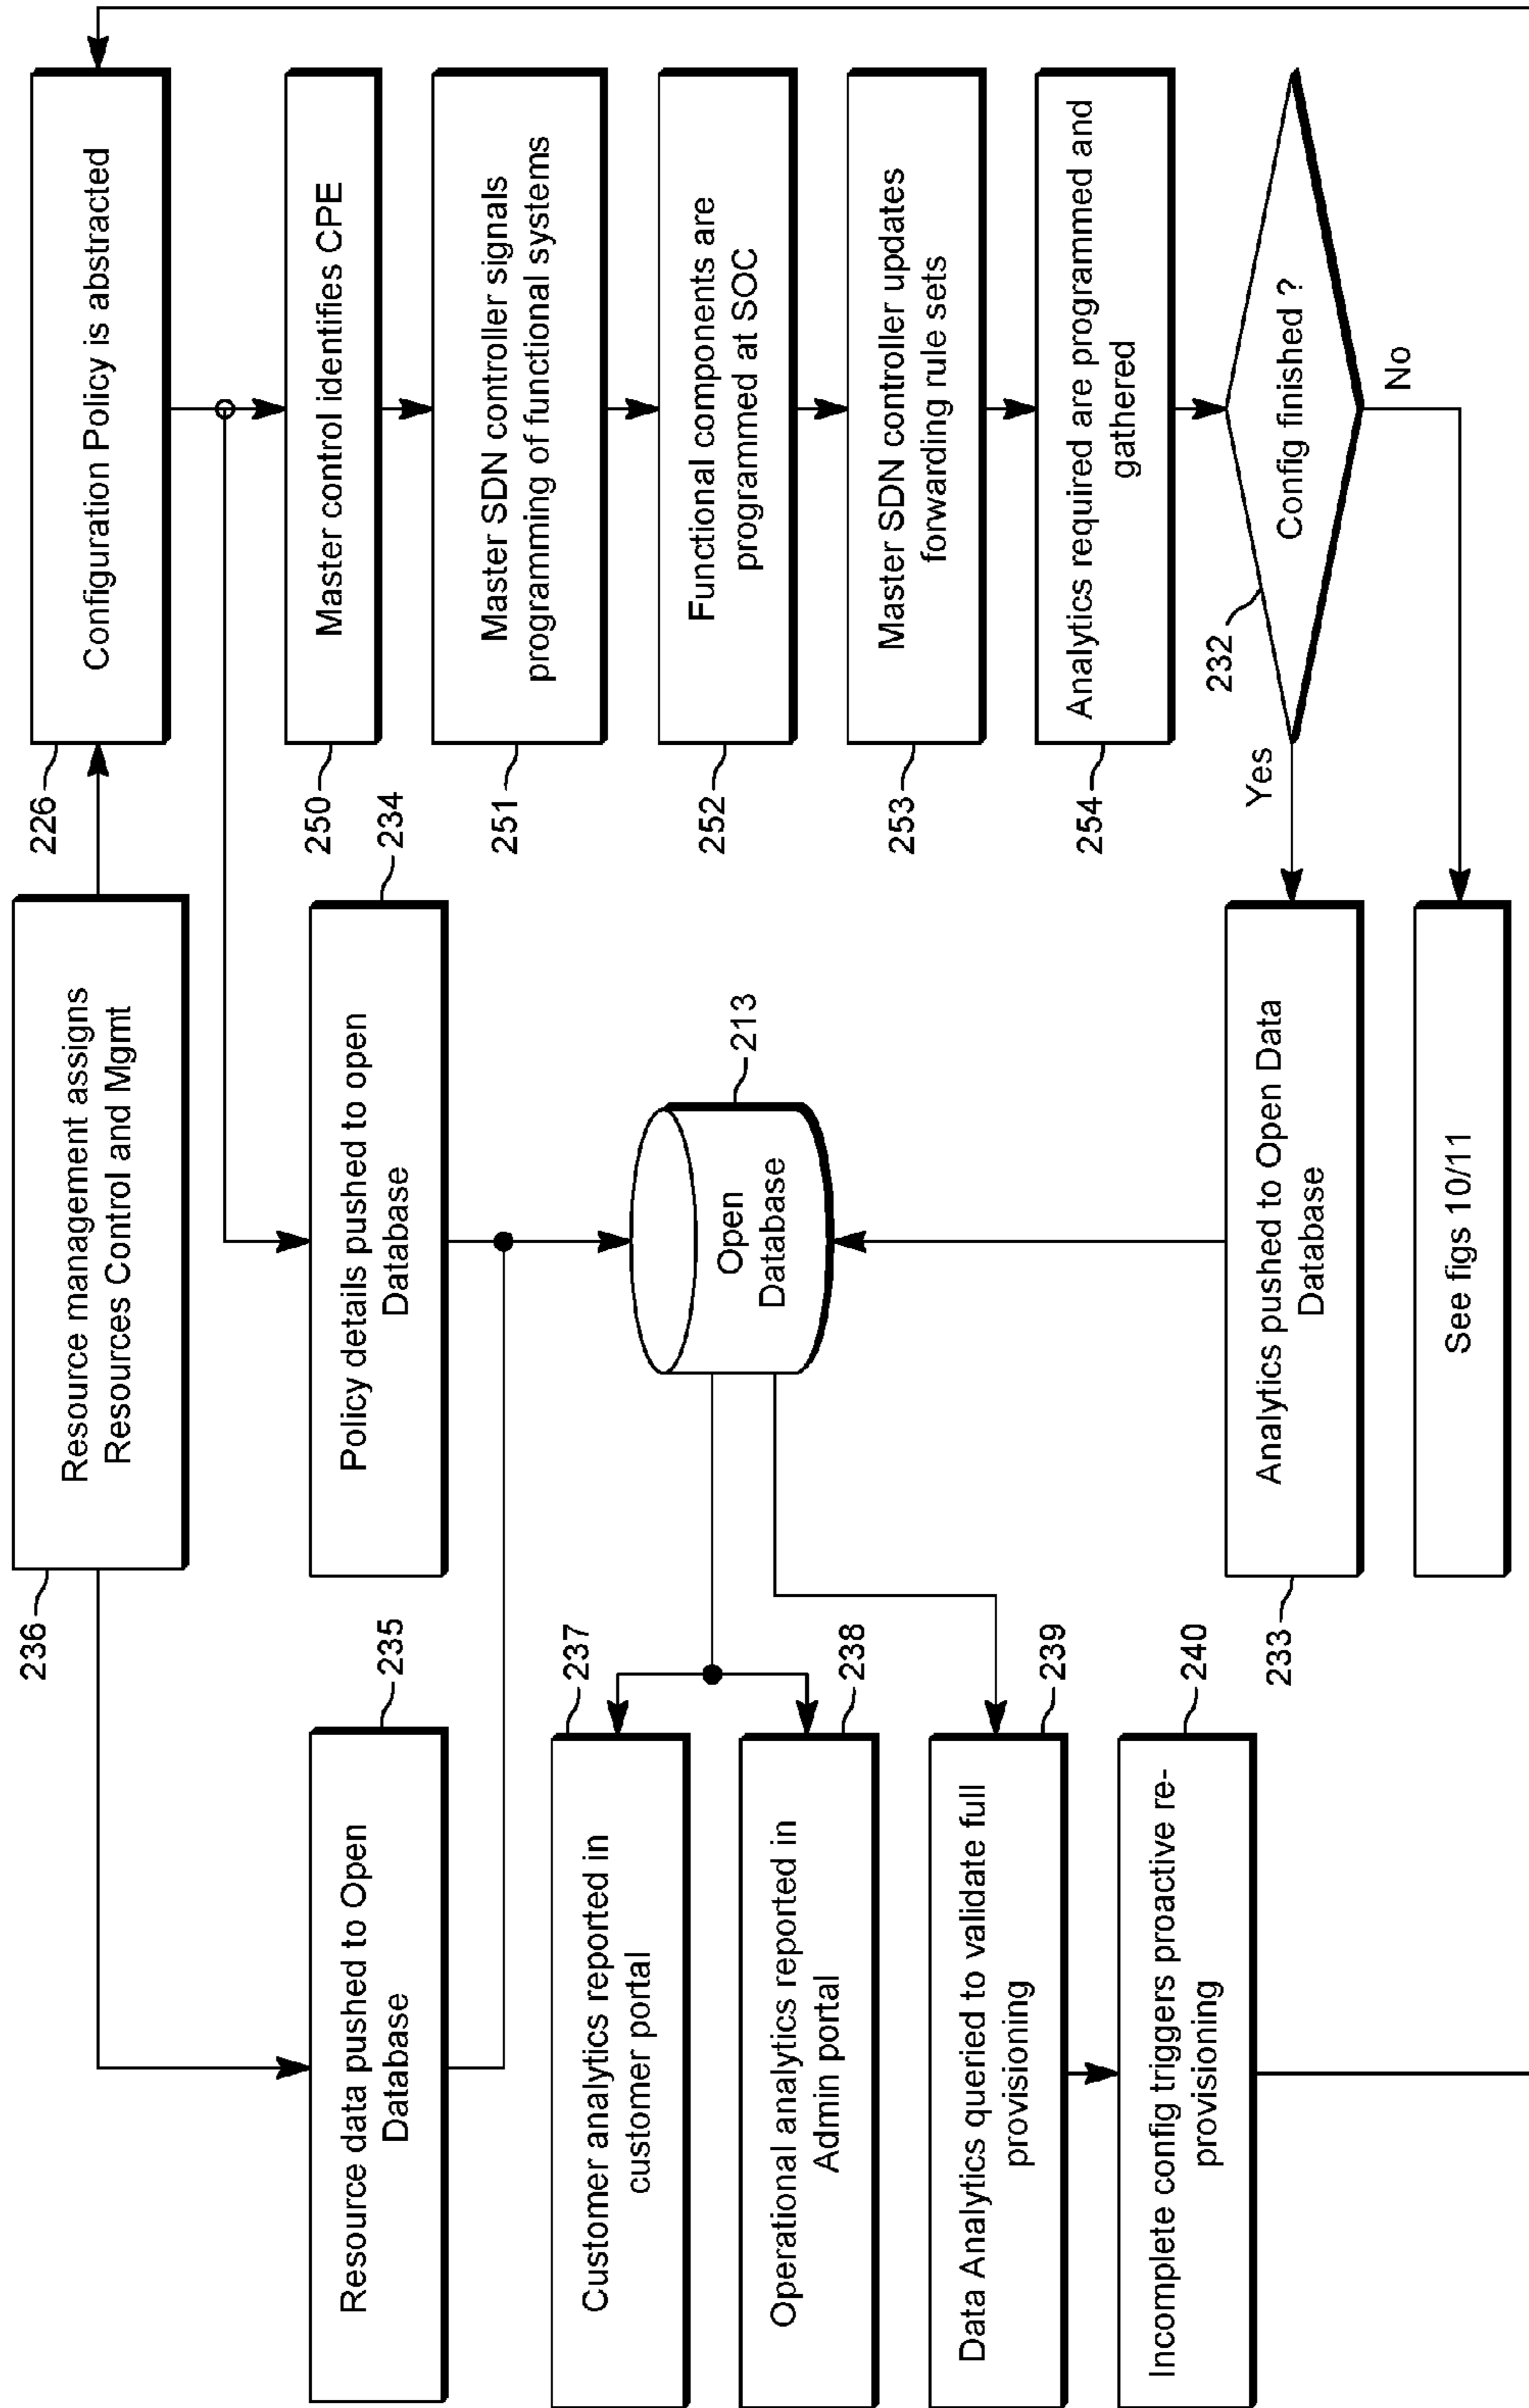 236
Resource management assigns
Resources Control and Mgmt
226
Configuration Policy is abstracted
235
Resource data pushed to Open
Database
234
Policy details pushed to open
Database
250
Master control identifies CPE
251
Master SDN controller signals
programming of functional systems
237
Customer analytics reported in
customer portal
213
Open
Database
252
Functional components are
programmed at SOC
238
Operational analytics reported in
Admin portal
253
Master SDN controller updates
forwarding rule sets
239
Data Analytics queried to validate full
provisioning
254
Analytics required are programmed and
gathered
240
Incomplete config triggers proactive re-
provisioning
233
Analytics pushed to Open Data
Database
Yes
232
Config finished ?
No
See figs 10/11